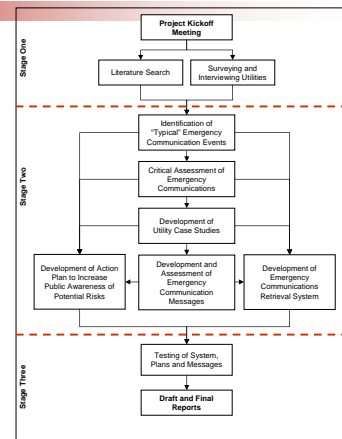 Stage One
Project Kickoff
Meeting
Literature Search
Surveying and
Interviewing Utilities
Stage Two
Identification of
"Typical" Emergency
Communication Events
Critical Assessment of
Emergency
Communications
Development of
Utility Case Studies
Development of Action
Plan to Increase
Public Awareness of
Potential Risks
Development and
Assessment of
Emergency
Communication
Messages
Development of
Emergency
Communications
Retrieval System
Stage Three
Testing of System,
Plans and Messages
Draft and Final
Reports